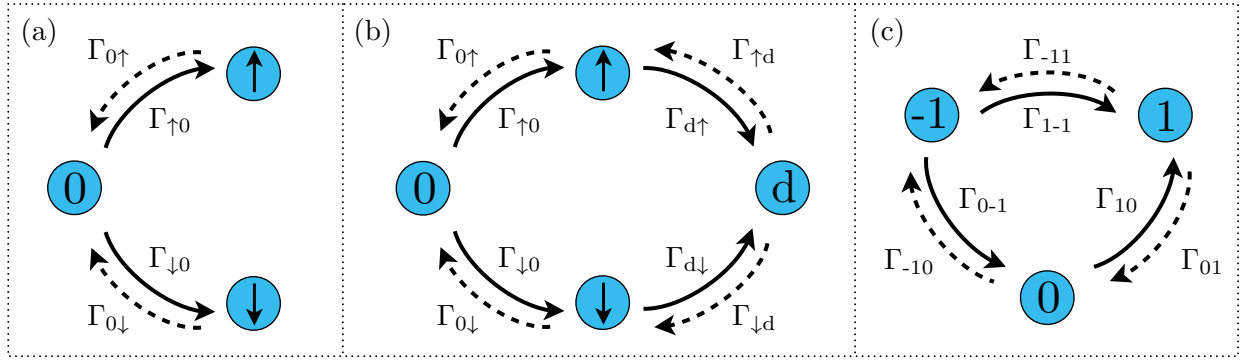 (a)
Γ0↑
↑
Γ↑0
0
Γ↓0
Γ0↓
↓
(b)
Γ0↑
↑
Γ↑d
Γ↑0
Γd↑
0
d
Γ↓0
Γd↓
Γ0↓
↓
Γ↓d
(c)
Γ-11
-1
Γ1-1
1
Γ0-1
Γ10
Γ-10
Γ01
0